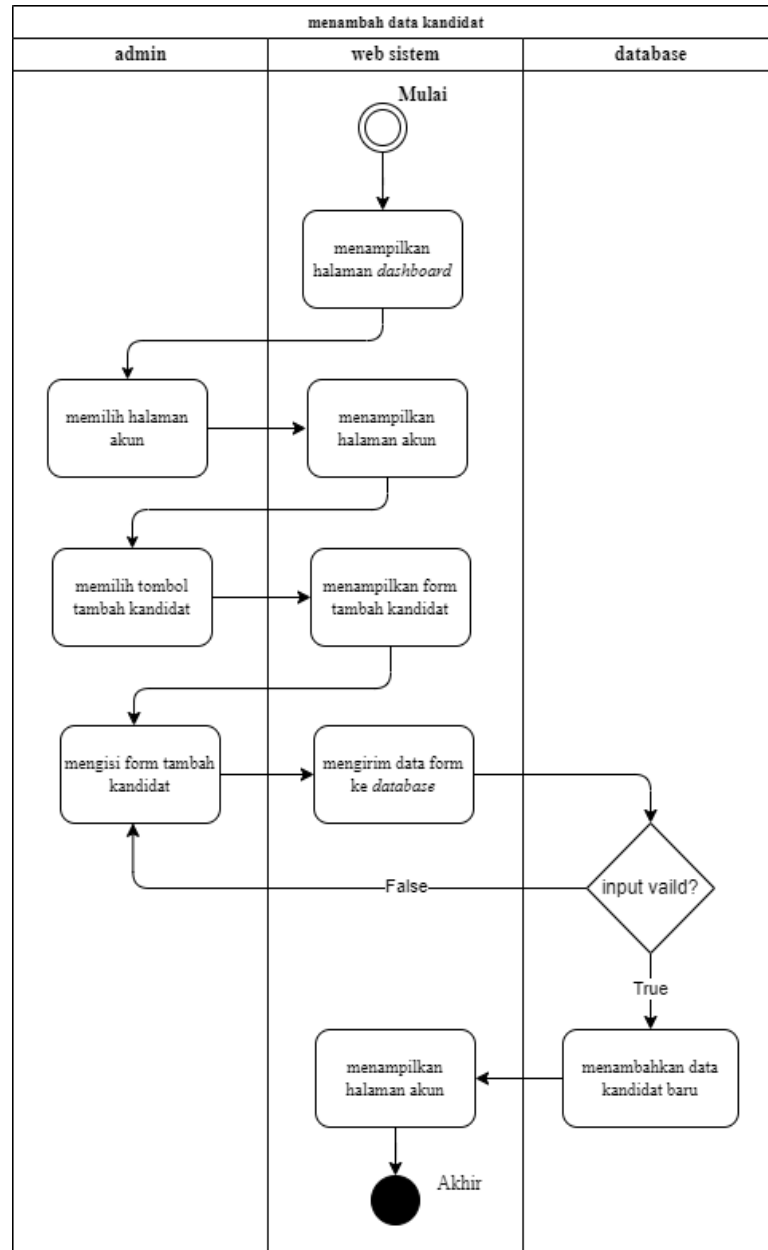 menambah data kandidat
admin
web sistem
database
Mulai
menampilkan
halaman dashboard
memilih halaman
akun
menampilkan
halaman akun
memilih tombol
tambah kandidat
menampilkan form
tambah kandidat
mengisi form tambah
kandidat
mengirim data form
ke database
input vaild?
False
True
menampilkan
halaman akun
menambahkan data
kandidat baru
Akhir